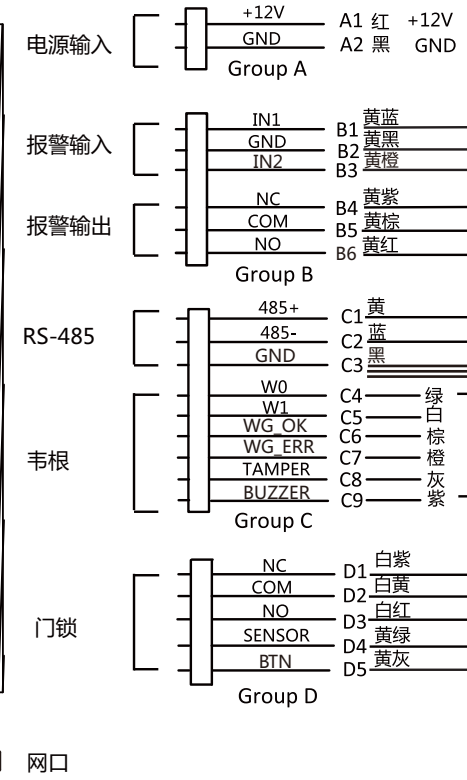 电源输入
+12V A1 红 +12V
GND A2 黑 GND
Group A
报警输入
IN1 B1 黄蓝
GND B2 黄黑
IN2 B3 黄橙
报警输出
NC B4 黄紫
COM B5 黄棕
NO B6 黄红
Group B
RS-485
485+ C1 黄
485- C2 蓝
GND C3 黑
韦根
W0 C4 绿
W1 C5 白
WG_OK C6 棕
WG_ERR C7 橙
TAMPER C8 灰
BUZZER C9 紫
Group C
门锁
NC D1 白紫
COM D2 白黄
NO D3 白红
SENSOR D4 黄绿
BTN D5 黄灰
Group D
网口